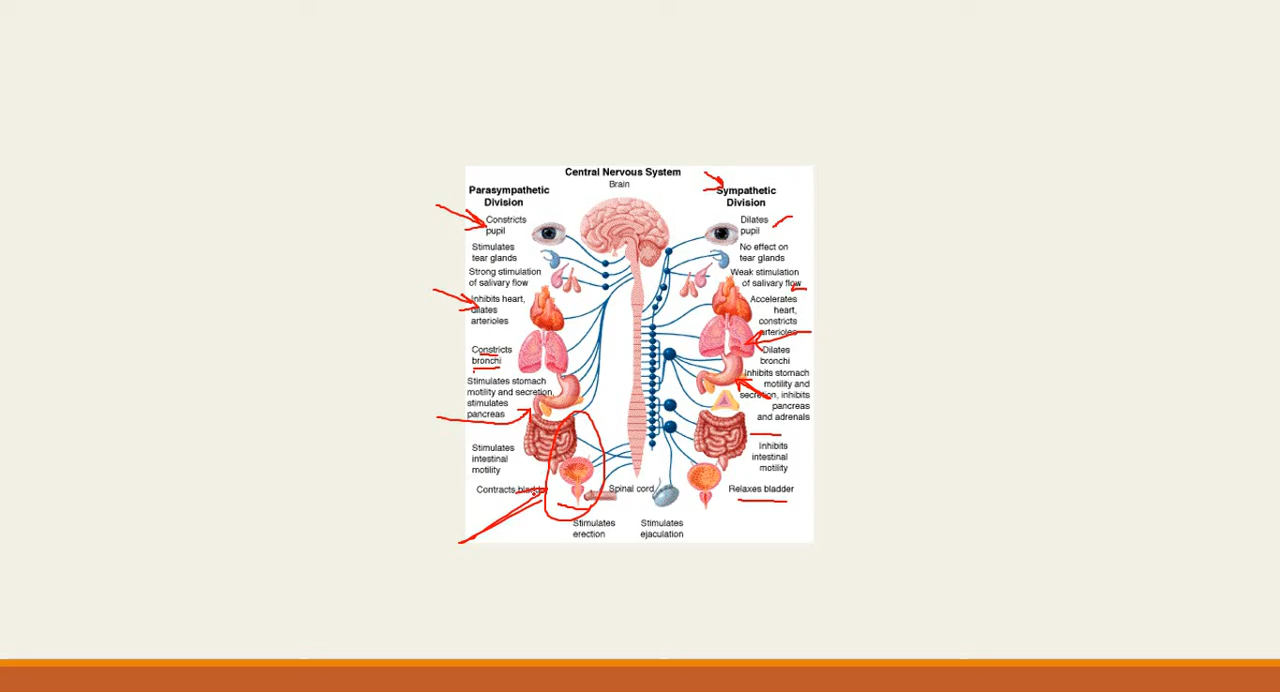 Central Nervous System
Brain
Parasympathetic
Division
Sympathetic
Division
Constricts
pupil
Dilates
pupil
Stimulates
tear glands
No effect on
tear glands
Strong stimulation
of salivary flow
Weak stimulation
of salivary flow
Inhibits heart,
dilates
arterioles
Accelerates
heart,
constricts
arterioles
Constricts
bronchi
Dilates
bronchi
Stimulates stomach
motility and secretion,
stimulates
pancreas
Inhibits stomach
motility and
secretion, inhibits
pancreas
and adrenals
Stimulates
intestinal
motility
Inhibits
intestinal
motility
Contracts bladder
Spinal cord
Relaxes bladder
Stimulates
erection
Stimulates
ejaculation